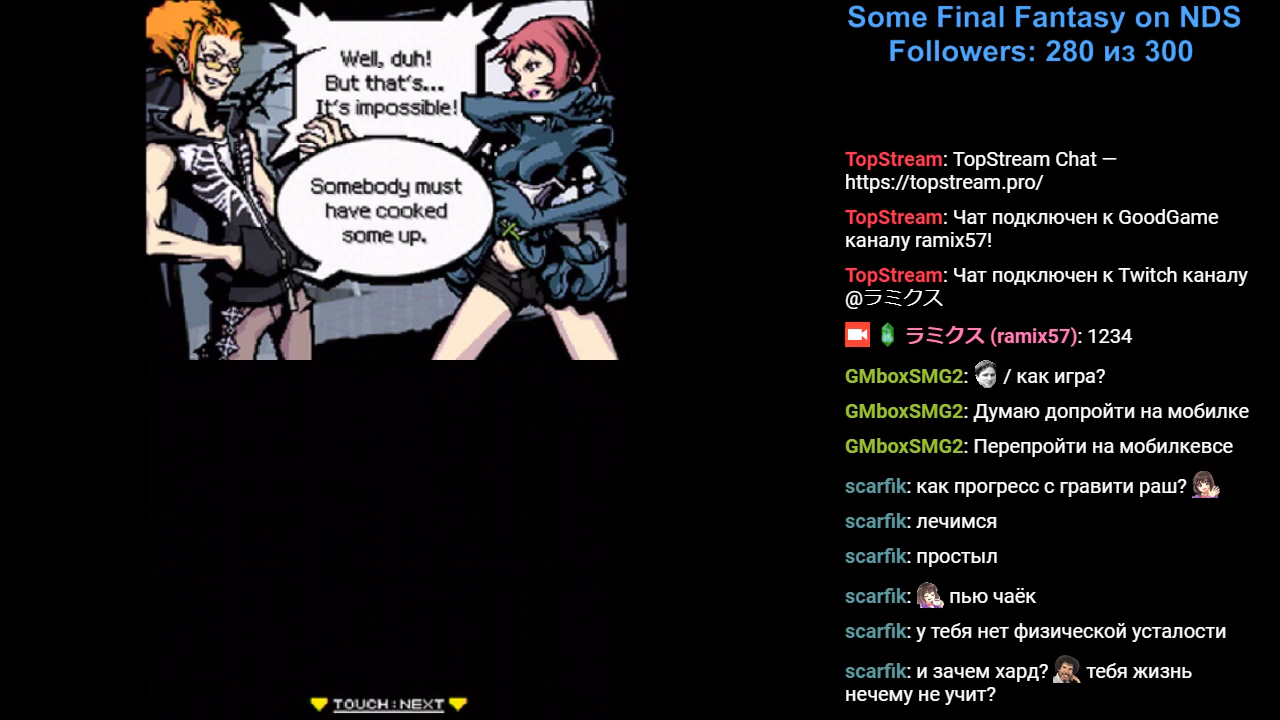 Well, duh!
But that's...
It's impossible!
Somebody must
have cooked
some up.
TOUCH:NEXT
Some Final Fantasy on NDS
Followers: 280 из 300
TopStream: TopStream Chat —
https://topstream.pro/
TopStream: Чат подключен к GoodGame
каналу ramix57!
TopStream: Чат подключен к Twitch каналу
@ラミクス
ラミクス (ramix57): 1234
GMboxSMG2: / как игра?
GMboxSMG2: Думаю допройти на мобилке
GMboxSMG2: Перепройти на мобилкевсе
scarfik: как прогресс с гравити раш?
scarfik: лечимся
scarfik: простыл
scarfik: пью чаёк
scarfik: у тебя нет физической усталости
scarfik: и зачем хард? тебя жизнь
нечему не учит?